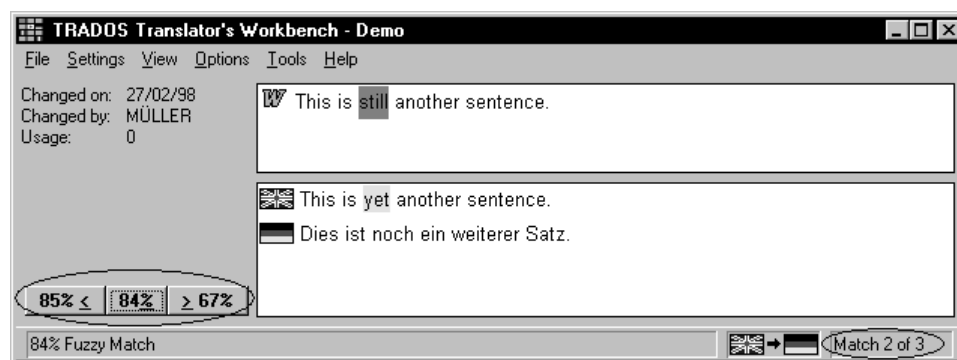 TRADOS Translator's Workbench - Demo
File Settings View Options Tools Help
Changed on: 27/02/98
Changed by: MÜLLER
Usage: 0
W This is still another sentence.
This is yet another sentence.
Dies ist noch ein weiterer Satz.
85% < 84% > 67%
84% Fuzzy Match
Match 2 of 3